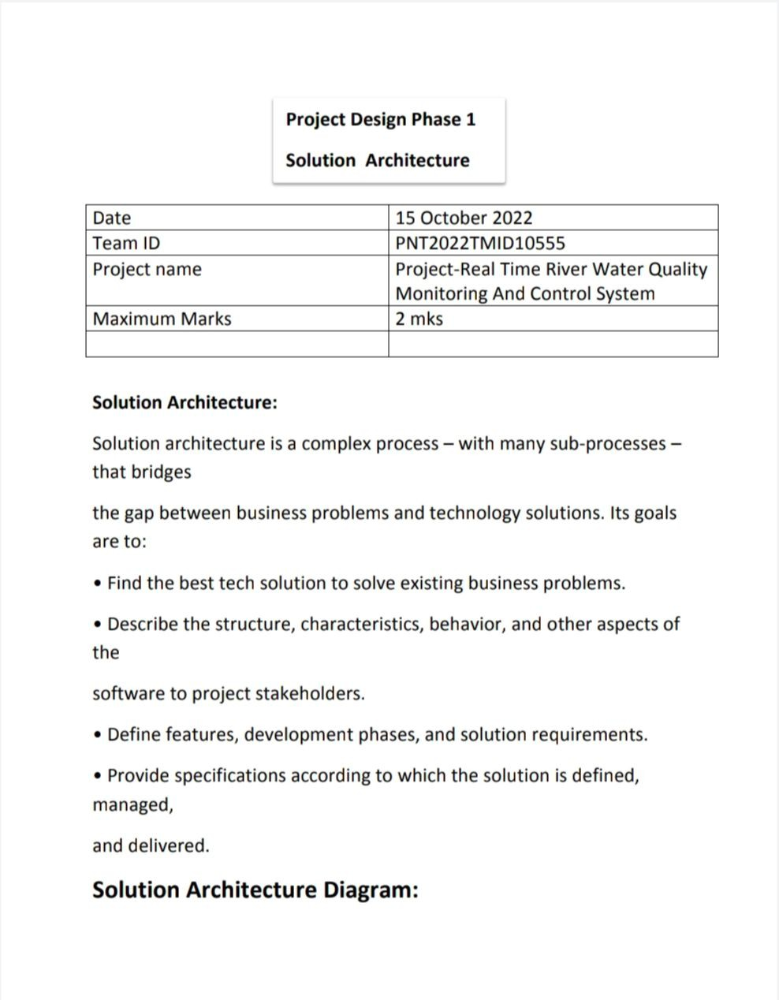 Project Design Phase 1
Solution  Architecture
Date 15 October 2022
Team ID PNT2022TMID10555
Project name Project-Real Time River Water Quality
Monitoring And Control System
Maximum Marks 2 mks
Solution Architecture:
Solution architecture is a complex process – with many sub-processes –
that bridges
the gap between business problems and technology solutions. Its goals
are to:
• Find the best tech solution to solve existing business problems.
• Describe the structure, characteristics, behavior, and other aspects of
the
software to project stakeholders.
• Define features, development phases, and solution requirements.
• Provide specifications according to which the solution is defined,
managed,
and delivered.
Solution Architecture Diagram: